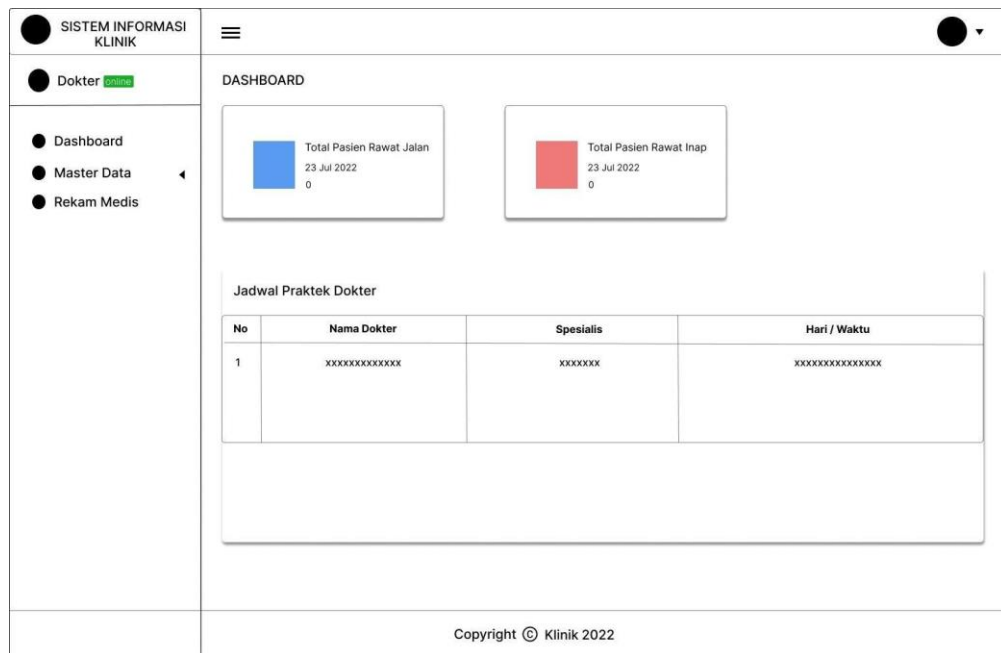 SISTEM INFORMASI
KLINIK
Dokter online
Dashboard
Master Data
Rekam Medis
DASHBOARD
Total Pasien Rawat Jalan
23 Jul 2022
0
Total Pasien Rawat Inap
23 Jul 2022
0
Jadwal Praktek Dokter
No Nama Dokter Spesialis Hari / Waktu
1 xxxxxxxxxxxxx xxxxxxx xxxxxxxxxxxxxxx
Copyright © Klinik 2022